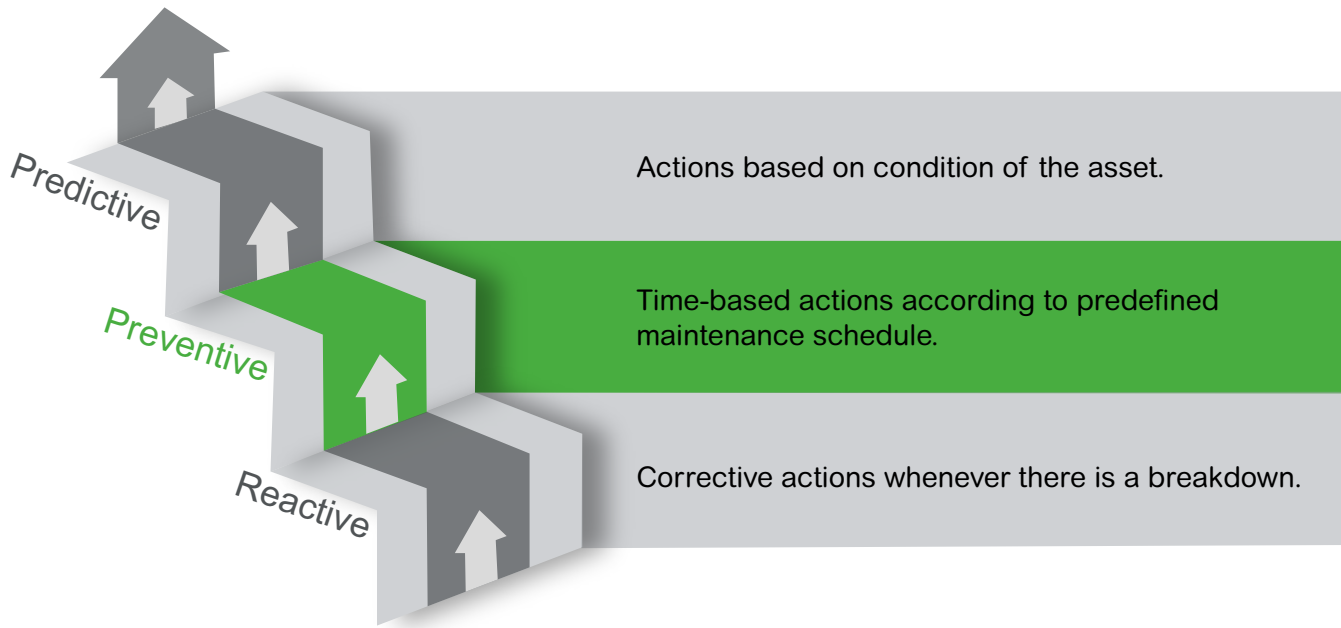 Predictive
Actions based on condition of the asset.
Preventive
Time-based actions according to predefined
maintenance schedule.
Reactive
Corrective actions whenever there is a breakdown.